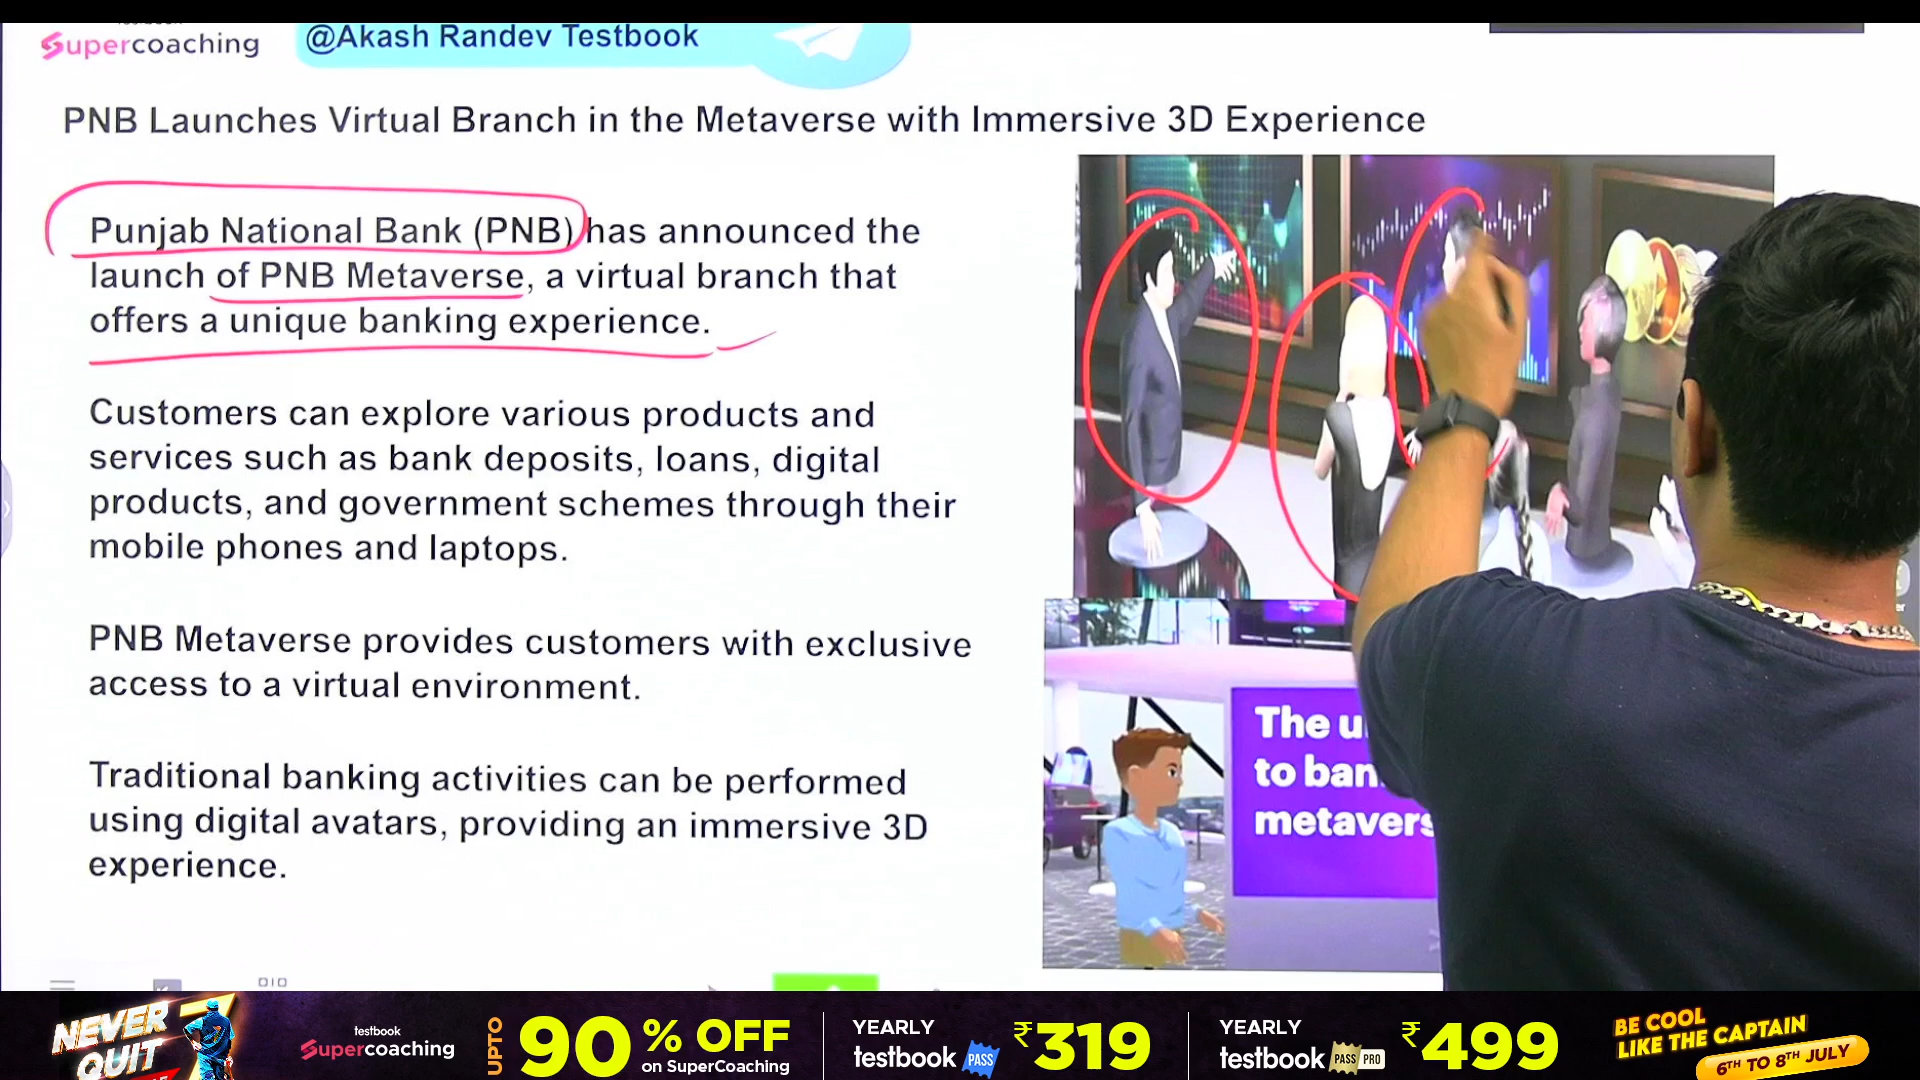 Supercoaching
@Akash Randev Testbook
PNB Launches Virtual Branch in the Metaverse with Immersive 3D Experience
Punjab National Bank (PNB) has announced the
launch of PNB Metaverse, a virtual branch that
offers a unique banking experience.
Customers can explore various products and
services such as bank deposits, loans, digital
products, and government schemes through their
mobile phones and laptops.
PNB Metaverse provides customers with exclusive
access to a virtual environment.
Traditional banking activities can be performed
using digital avatars, providing an immersive 3D
experience.
The u
to ban
metavers
NEVER
QUIT
testbook
Supercoaching
UPTO
90% OFF
on SuperCoaching
YEARLY
testbook PASS
₹319
YEARLY
testbook PASS PRO
₹499
BE COOL
LIKE THE CAPTAIN
6TH TO 8TH JULY